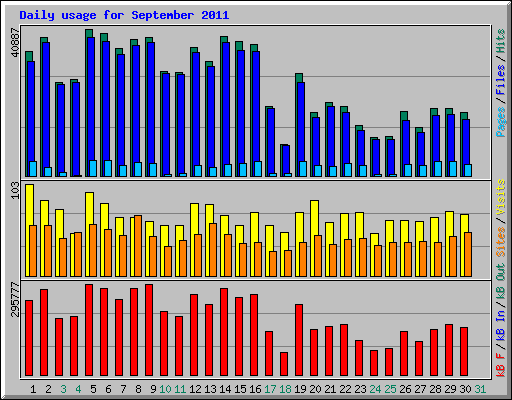 Daily usage for September 2011
40887
Pages / Files / Hits
103
Sites / Visits
295777
kB F / kB In / kB Out
1 2 3 4 5 6 7 8 9 10 11 12 13 14 15 16 17 18 19 20 21 22 23 24 25 26 27 28 29 30 31